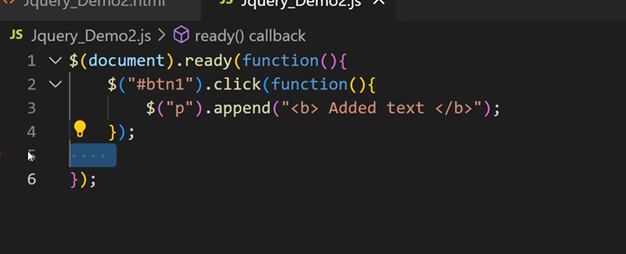 Jquery_Demo2.html
JS Jquery_Demo2.js ×
JS Jquery_Demo2.js > ready() callback
1 $(document).ready(function(){
2 $("#btn1").click(function(){
3 $("p").append("<b> Added text </b>");
4 });
5
6 });